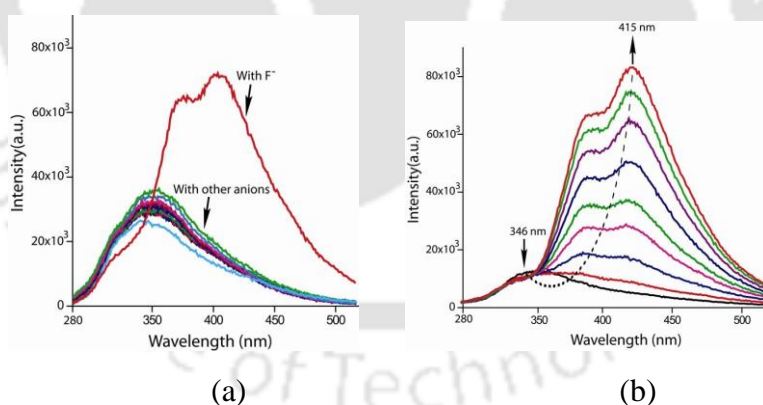 80x10³
60x10³
40x10³
20x10³
0
Intensity(a.u.)
With F⁻
With other anions
280 350 400 450 500
Wavelength (nm)
(a)
80x10³
60x10³
40x10³
20x10³
0
Intensity(a.u.)
415 nm
346 nm
280 350 400 450 500
Wavelength (nm)
(b)
of Techno